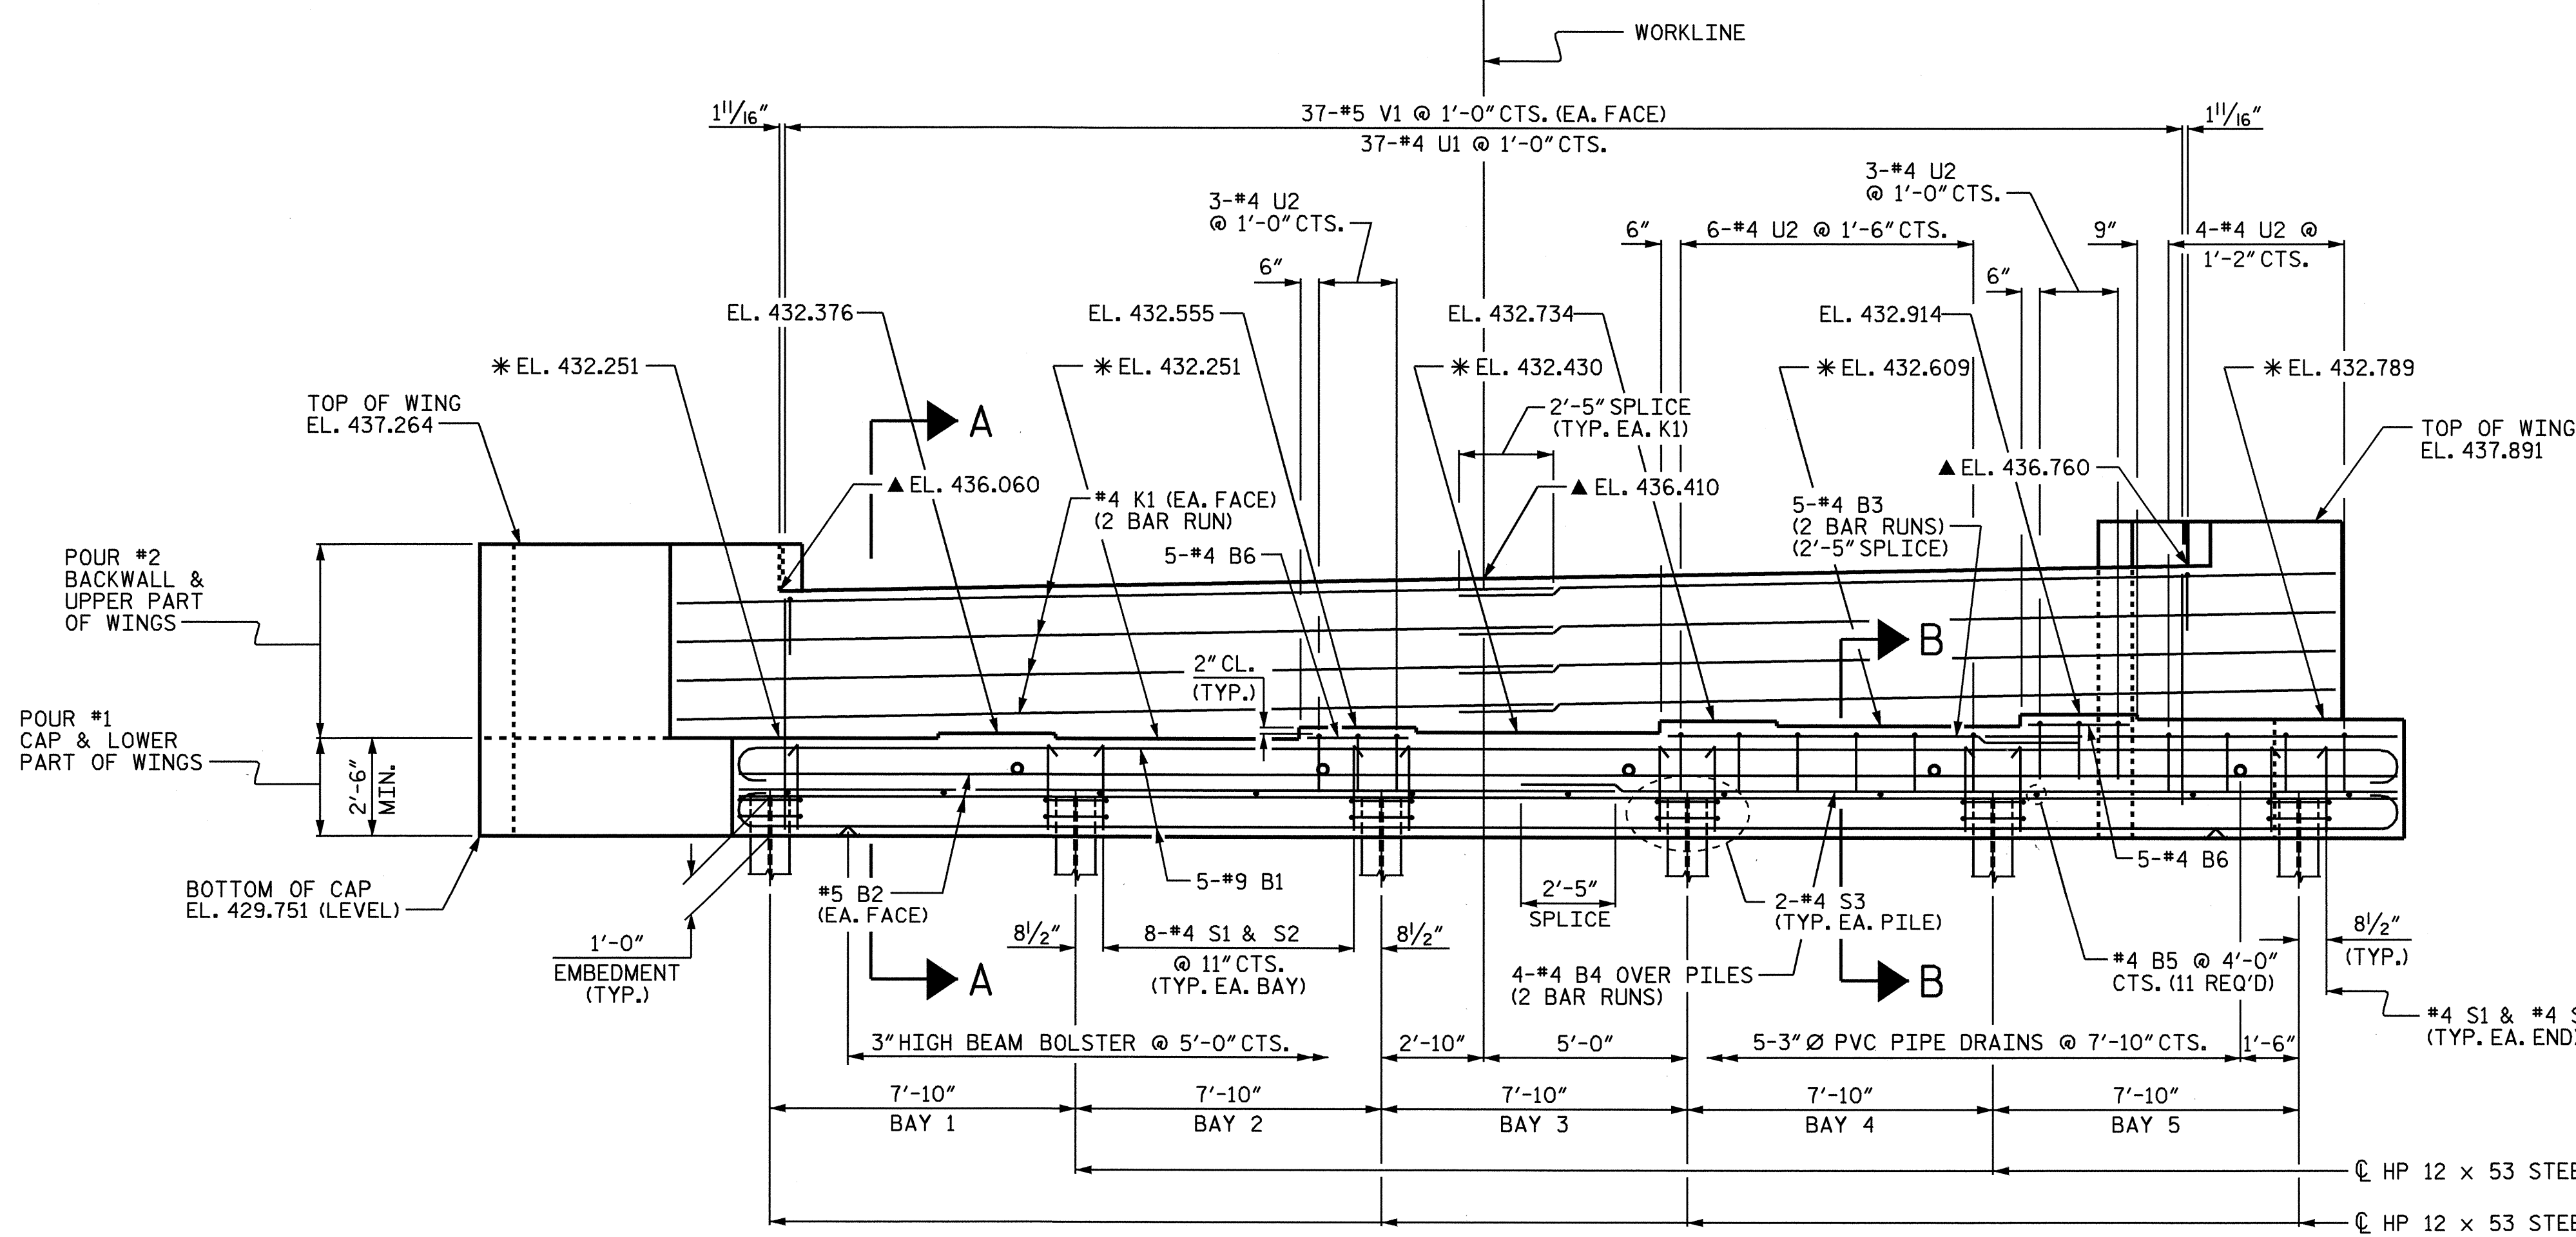 WORKLINE
1 11/16"
37-#5 V1 @ 1'-0" CTS. (EA. FACE)
1 11/16"
37-#4 U1 @ 1'-0" CTS.
3-#4 U2
@ 1'-0" CTS.
3-#4 U2
@ 1'-0" CTS.
6"
6-#4 U2 @ 1'-6" CTS.
9"
4-#4 U2 @
1'-2" CTS.
6"
6"
EL. 432.376
EL. 432.555
EL. 432.734
EL. 432.914
✳ EL. 432.251
✳ EL. 432.251
✳ EL. 432.430
✳ EL. 432.609
✳ EL. 432.789
TOP OF WING
EL. 437.264
A
2'-5" SPLICE
(TYP. EA. K1)
TOP OF WING
EL. 437.891
▲ EL. 436.060
#4 K1 (EA. FACE)
(2 BAR RUN)
▲ EL. 436.410
▲ EL. 436.760
5-#4 B3
(2 BAR RUNS)
(2'-5" SPLICE)
5-#4 B6
POUR #2
BACKWALL &
UPPER PART
OF WINGS
B
2" CL.
(TYP.)
POUR #1
CAP & LOWER
PART OF WINGS
2'-6"
MIN.
BOTTOM OF CAP
EL. 429.751 (LEVEL)
#5 B2
(EA. FACE)
5-#9 B1
2'-5"
SPLICE
2-#4 S3
(TYP. EA. PILE)
5-#4 B6
1'-0"
EMBEDMENT
(TYP.)
A
8 1/2"
8-#4 S1 & S2
@ 11" CTS.
(TYP. EA. BAY)
8 1/2"
4-#4 B4 OVER PILES
(2 BAR RUNS)
B
#4 B5 @ 4'-0"
CTS. (11 REQ'D)
8 1/2"
(TYP.)
#4 S1 & #4 S
(TYP. EA. END)
3" HIGH BEAM BOLSTER @ 5'-0" CTS.
2'-10"
5'-0"
5-3" Ø PVC PIPE DRAINS @ 7'-10" CTS.
1'-6"
7'-10"
BAY 1
7'-10"
BAY 2
7'-10"
BAY 3
7'-10"
BAY 4
7'-10"
BAY 5
℄ HP 12 x 53 STEE
℄ HP 12 x 53 STEE